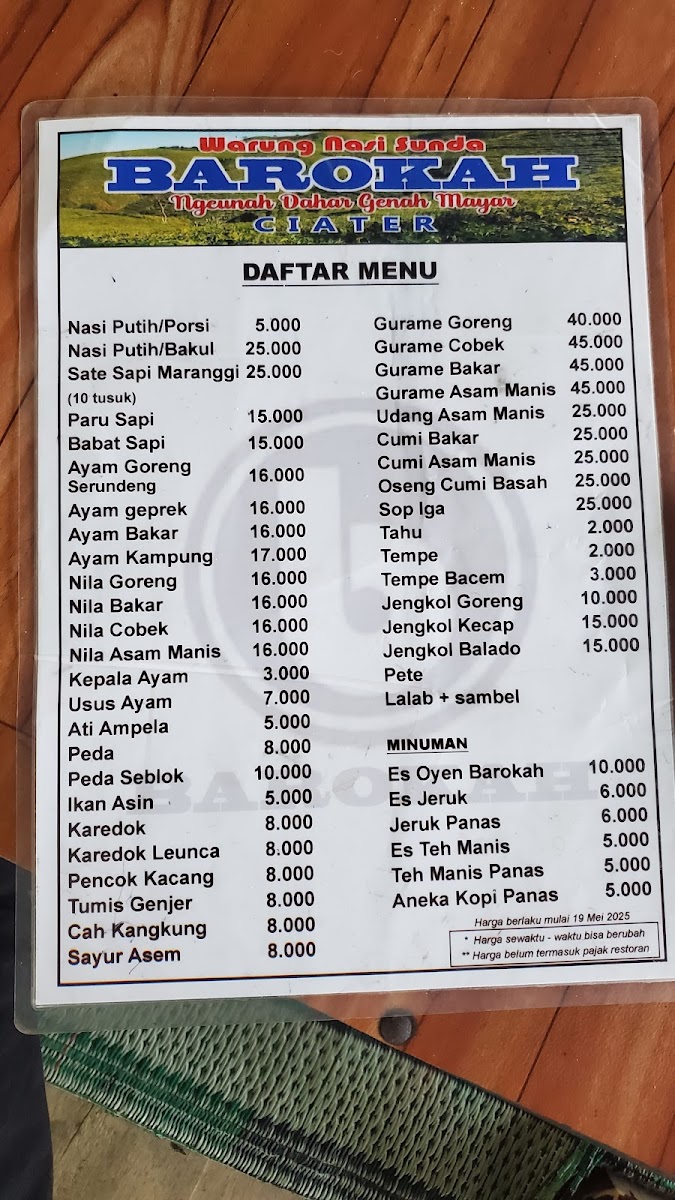 Warung Nasi Sunda
BAROKAH
Ngeunah Dahar Genah Mayar
CIATER
DAFTAR MENU
Nasi Putih/Porsi 5.000
Nasi Putih/Bakul 25.000
Sate Sapi Maranggi 25.000
(10 tusuk)
Paru Sapi 15.000
Babat Sapi 15.000
Ayam Goreng
Serundeng 16.000
Ayam geprek 16.000
Ayam Bakar 16.000
Ayam Kampung 17.000
Nila Goreng 16.000
Nila Bakar 16.000
Nila Cobek 16.000
Nila Asam Manis 16.000
Kepala Ayam 3.000
Usus Ayam 7.000
Ati Ampela 5.000
Peda 8.000
Peda Seblok 10.000
Ikan Asin 5.000
Karedok 8.000
Karedok Leunca 8.000
Pencok Kacang 8.000
Tumis Genjer 8.000
Cah Kangkung 8.000
Sayur Asem 8.000
Gurame Goreng 40.000
Gurame Cobek 45.000
Gurame Bakar 45.000
Gurame Asam Manis 45.000
Udang Asam Manis 25.000
Cumi Bakar 25.000
Cumi Asam Manis 25.000
Oseng Cumi Basah 25.000
Sop Iga 25.000
Tahu 2.000
Tempe 2.000
Tempe Bacem 3.000
Jengkol Goreng 10.000
Jengkol Kecap 15.000
Jengkol Balado 15.000
Pete
Lalab + sambel
MINUMAN
Es Oyen Barokah 10.000
Es Jeruk 6.000
Jeruk Panas 6.000
Es Teh Manis 5.000
Teh Manis Panas 5.000
Aneka Kopi Panas 5.000
Harga berlaku mulai 19 Mei 2025
* Harga sewaktu - waktu bisa berubah
** Harga belum termasuk pajak restoran
BAROKAH